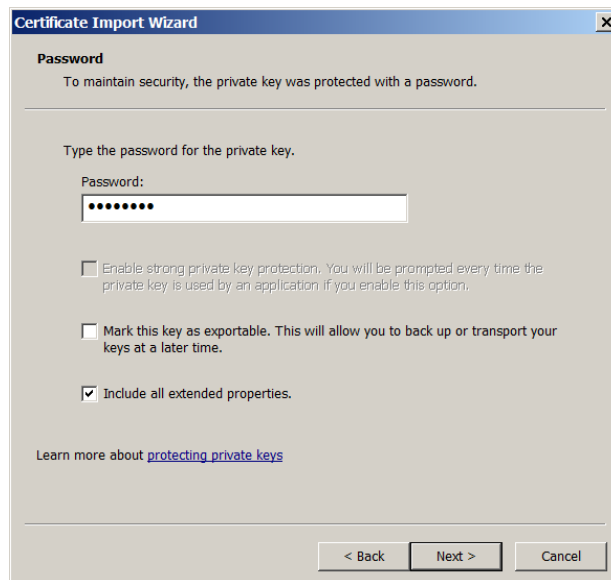 Certificate Import Wizard
Password
To maintain security, the private key was protected with a password.
Type the password for the private key.
Password:
••••••••
Enable strong private key protection. You will be prompted every time the
private key is used by an application if you enable this option.
Mark this key as exportable. This will allow you to back up or transport your
keys at a later time.
Include all extended properties.
Learn more about protecting private keys
< Back Next > Cancel